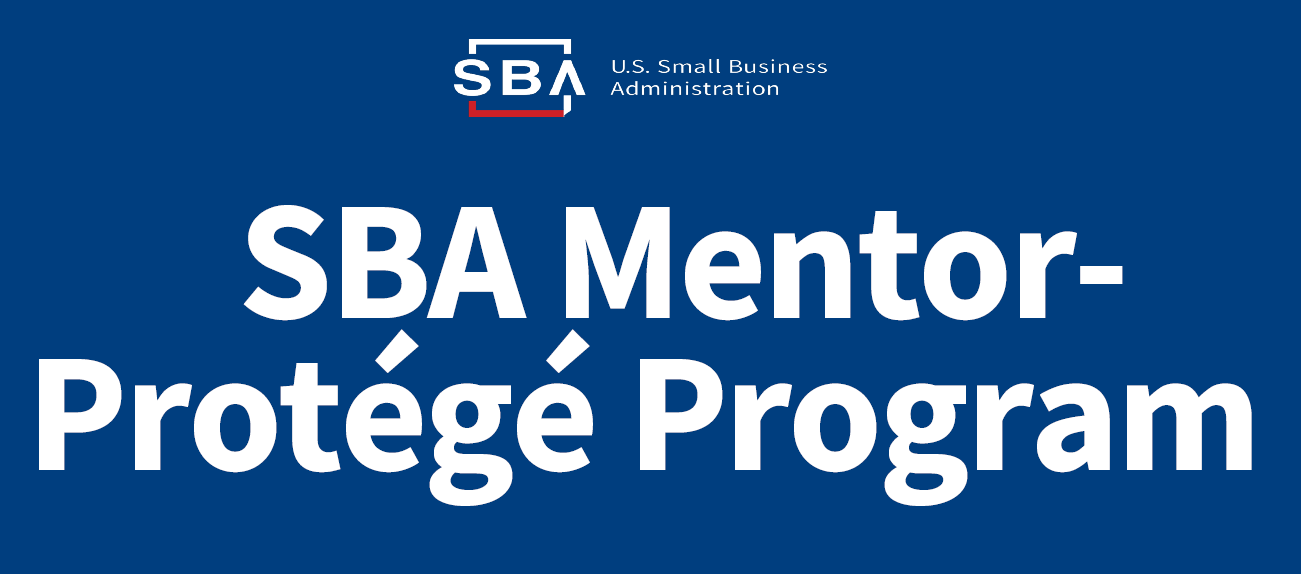 SBA
U.S. Small Business
Administration
SBA Mentor-
Protégé Program